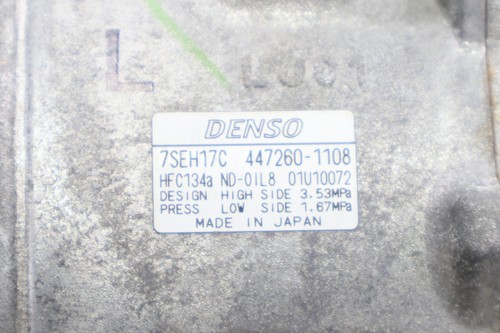 L LJ01
DENSO
7SEH17C 447260-1108
HFC134a ND-OIL8 01U10072
DESIGN HIGH SIDE 3.53MPa
PRESS LOW SIDE 1.67MPa
MADE IN JAPAN